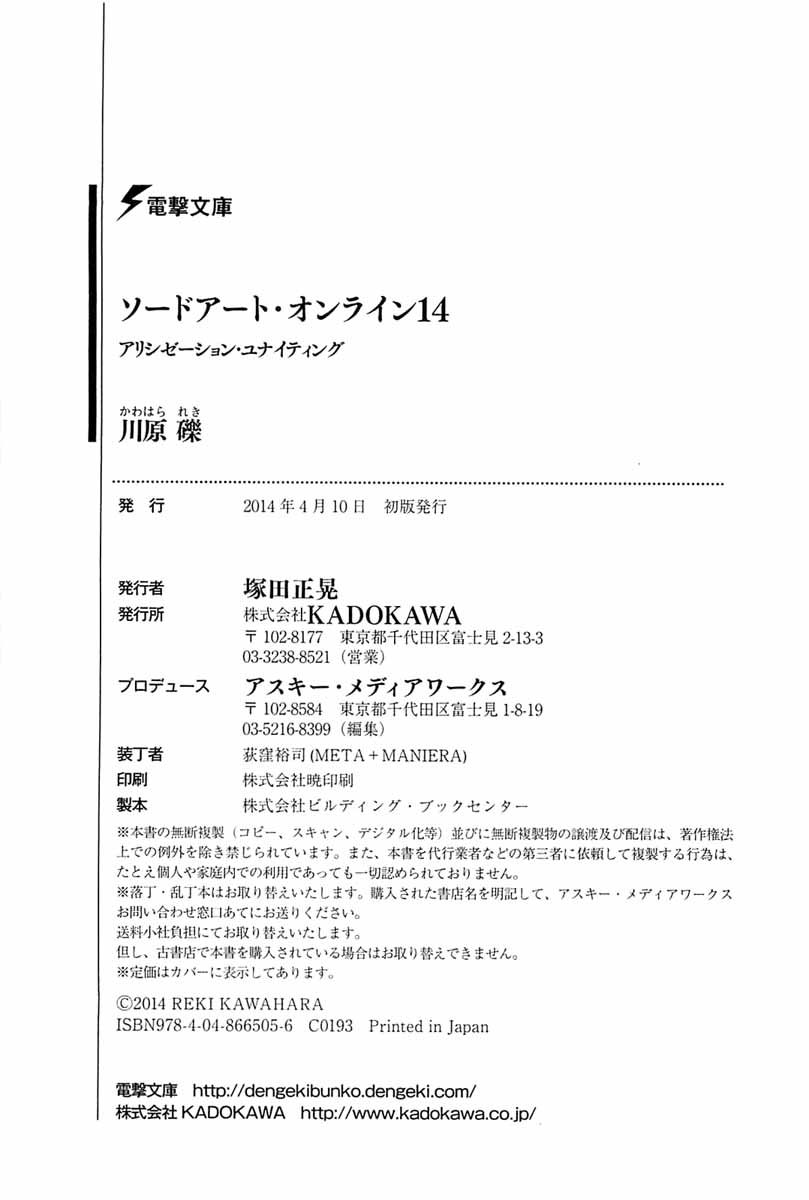 電撃文庫
ソードアート・オンライン14
アリシゼーション・ユナイティング
かわはら れき
川原 礫
発 行 2014年4月10日 初版発行
発行者 塚田正晃
発行所 株式会社KADOKAWA
〒102-8177 東京都千代田区富士見2-13-3
03-3238-8521(営業)
プロデュース アスキー・メディアワークス
〒102-8584 東京都千代田区富士見1-8-19
03-5216-8399(編集)
装丁者 荻窪裕司(META+MANIERA)
印刷 株式会社暁印刷
製本 株式会社ビルディング・ブックセンター
※本書の無断複製(コピー、スキャン、デジタル化等)並びに無断複製物の譲渡及び配信は、著作権法
上での例外を除き禁じられています。また、本書を代行業者などの第三者に依頼して複製する行為は、
たとえ個人や家庭内での利用であっても一切認められておりません。
※落丁・乱丁本はお取り替えいたします。購入された書店名を明記して、アスキー・メディアワークス
お問い合わせ窓口あてにお送りください。
送料小社負担にてお取り替えいたします。
但し、古書店で本書を購入されている場合はお取り替えできません。
※定価はカバーに表示してあります。
©2014 REKI KAWAHARA
ISBN978-4-04-866505-6 C0193 Printed in Japan
電撃文庫 http://dengekibunko.dengeki.com/
株式会社KADOKAWA http://www.kadokawa.co.jp/